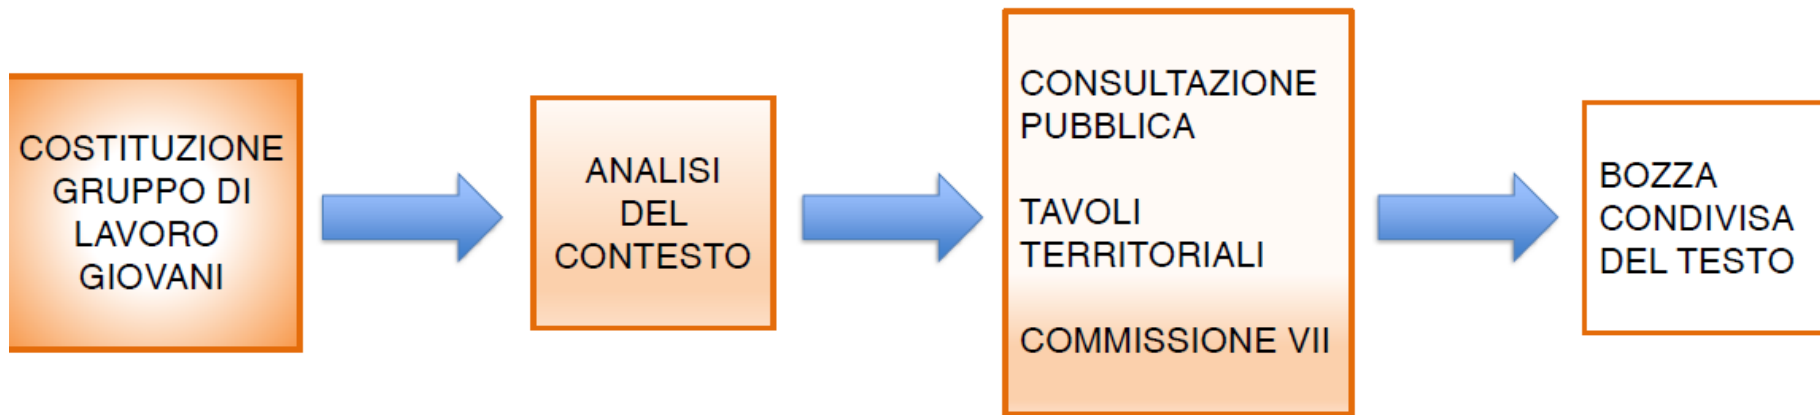 COSTITUZIONE
GRUPPO DI
LAVORO
GIOVANI
ANALISI
DEL
CONTESTO
CONSULTAZIONE
PUBBLICA
TAVOLI
TERRITORIALI
COMMISSIONE VII
BOZZA
CONDIVISA
DEL TESTO